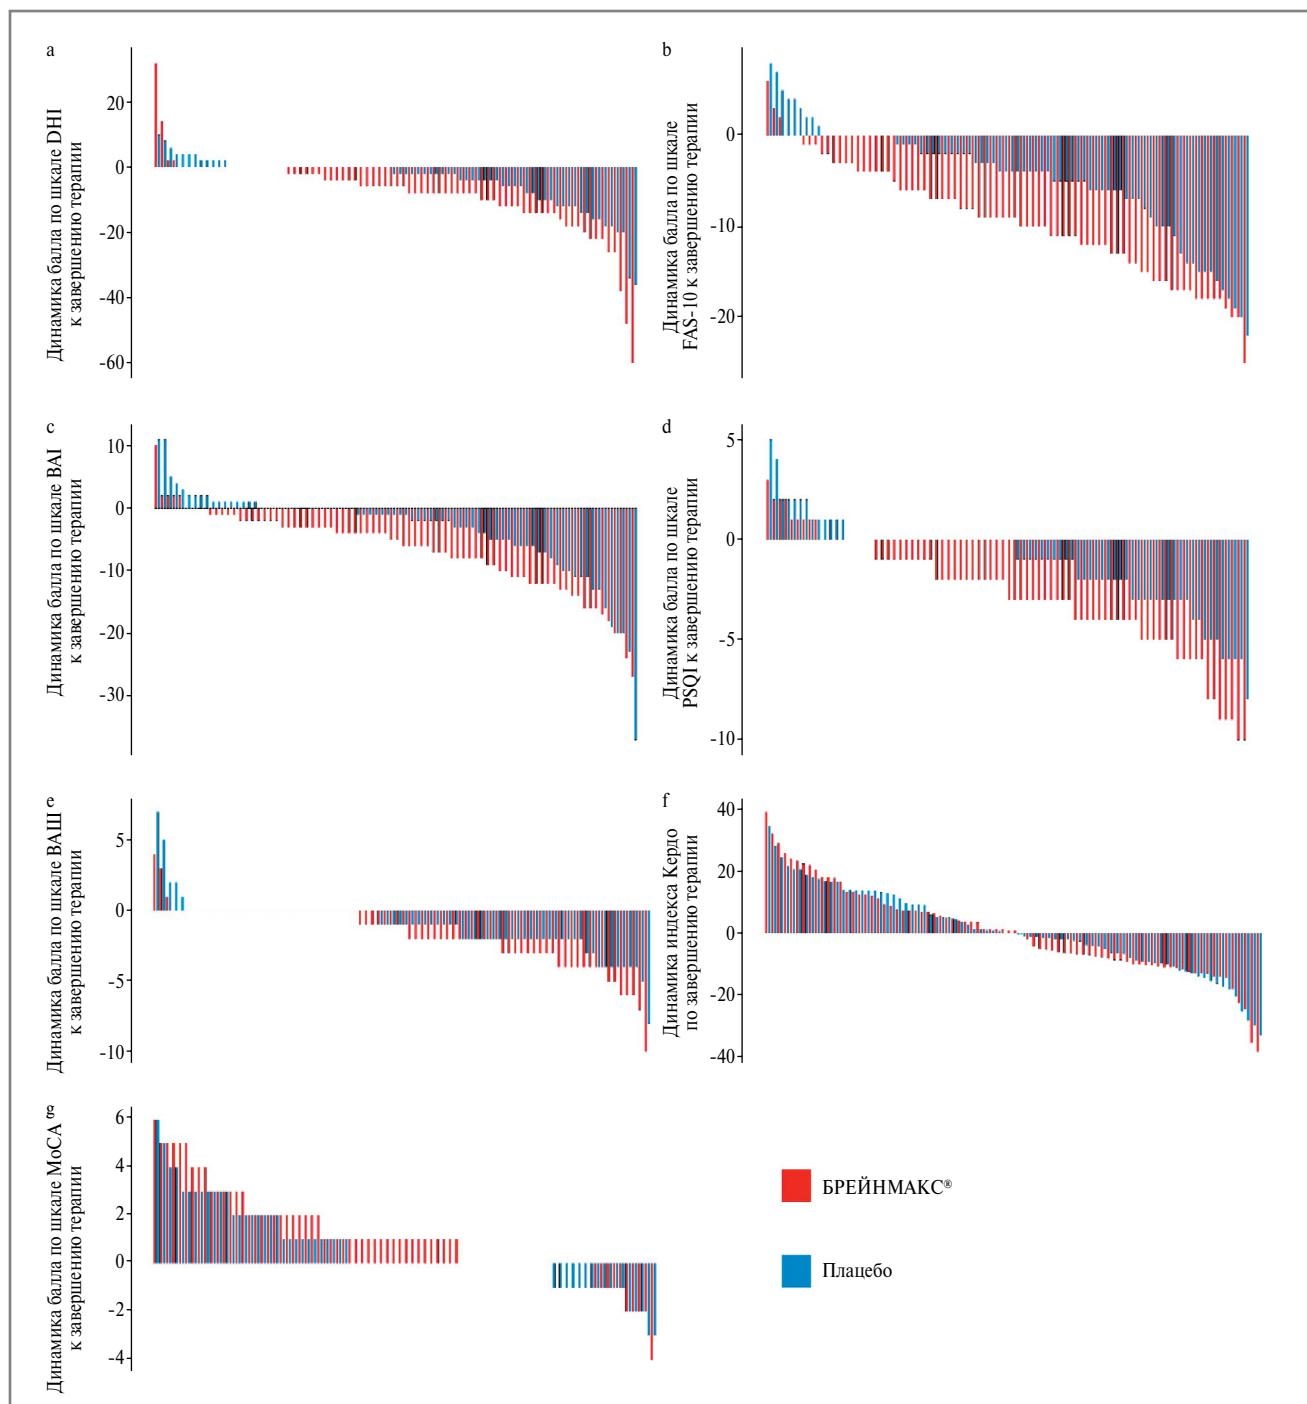 a
Динамика балла по шкале DHI
к завершению терапии
20
0
-20
-40
-60
b
Динамика балла по шкале
FAS-10 к завершению терапии
0
-10
-20
c
Динамика балла по шкале BAI
к завершению терапии
10
0
-10
-20
-30
d
Динамика балла по шкале
PSQI к завершению терапии
5
0
-5
-10
e
Динамика балла по шкале ВАШ
к завершению терапии
5
0
-5
-10
f
Динамика индекса Кердо
по завершению терапии
40
20
0
-20
-40
g
Динамика балла по шкале MoCA
к завершению терапии
6
4
2
0
-2
-4
БРЕЙНМАКС®
Плацебо